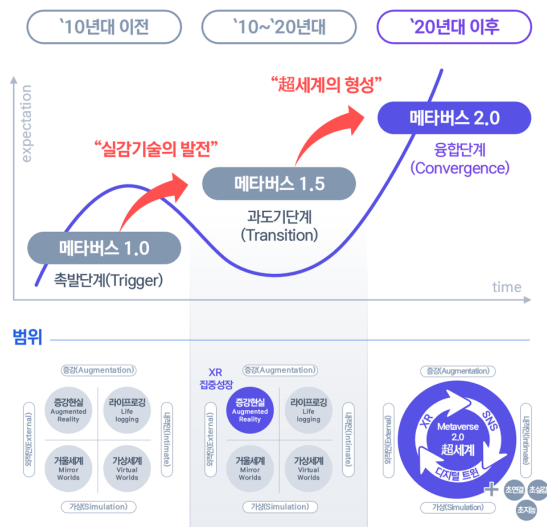 ‘10년대 이전
‘10~‘20년대
‘20년대 이후
expectation
“超세계의 형성”
메타버스 2.0
융합단계
(Convergence)
“실감기술의 발전”
메타버스 1.5
과도기단계
(Transition)
메타버스 1.0
촉발단계(Trigger)
time
범위
증강(Augmentation)
외적인(External)
증강현실
Augmented
Reality
라이프로깅
Life
logging
거울세계
Mirror
Worlds
가상세계
Virtual
Worlds
내적인(Intimate)
가상(Simulation)
XR
집중성장
증강(Augmentation)
외적인(External)
증강현실
Augmented
Reality
라이프로깅
Life
logging
거울세계
Mirror
Worlds
가상세계
Virtual
Worlds
내적인(Intimate)
가상(Simulation)
증강(Augmentation)
외적인(External)
XR
SNS
Metaverse
2.0
超세계
디지털 트윈
내적인(Intimate)
가상(Simulation)
+
초연결
초실감
초지능